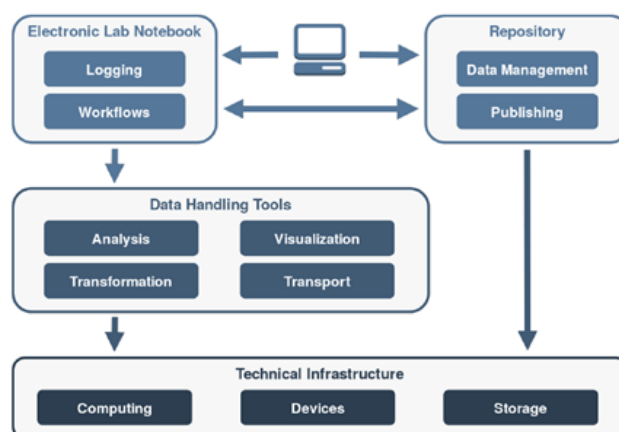 Electronic Lab Notebook
Logging
Workflows
Repository
Data Management
Publishing
Data Handling Tools
Analysis
Visualization
Transformation
Transport
Technical Infrastructure
Computing
Devices
Storage